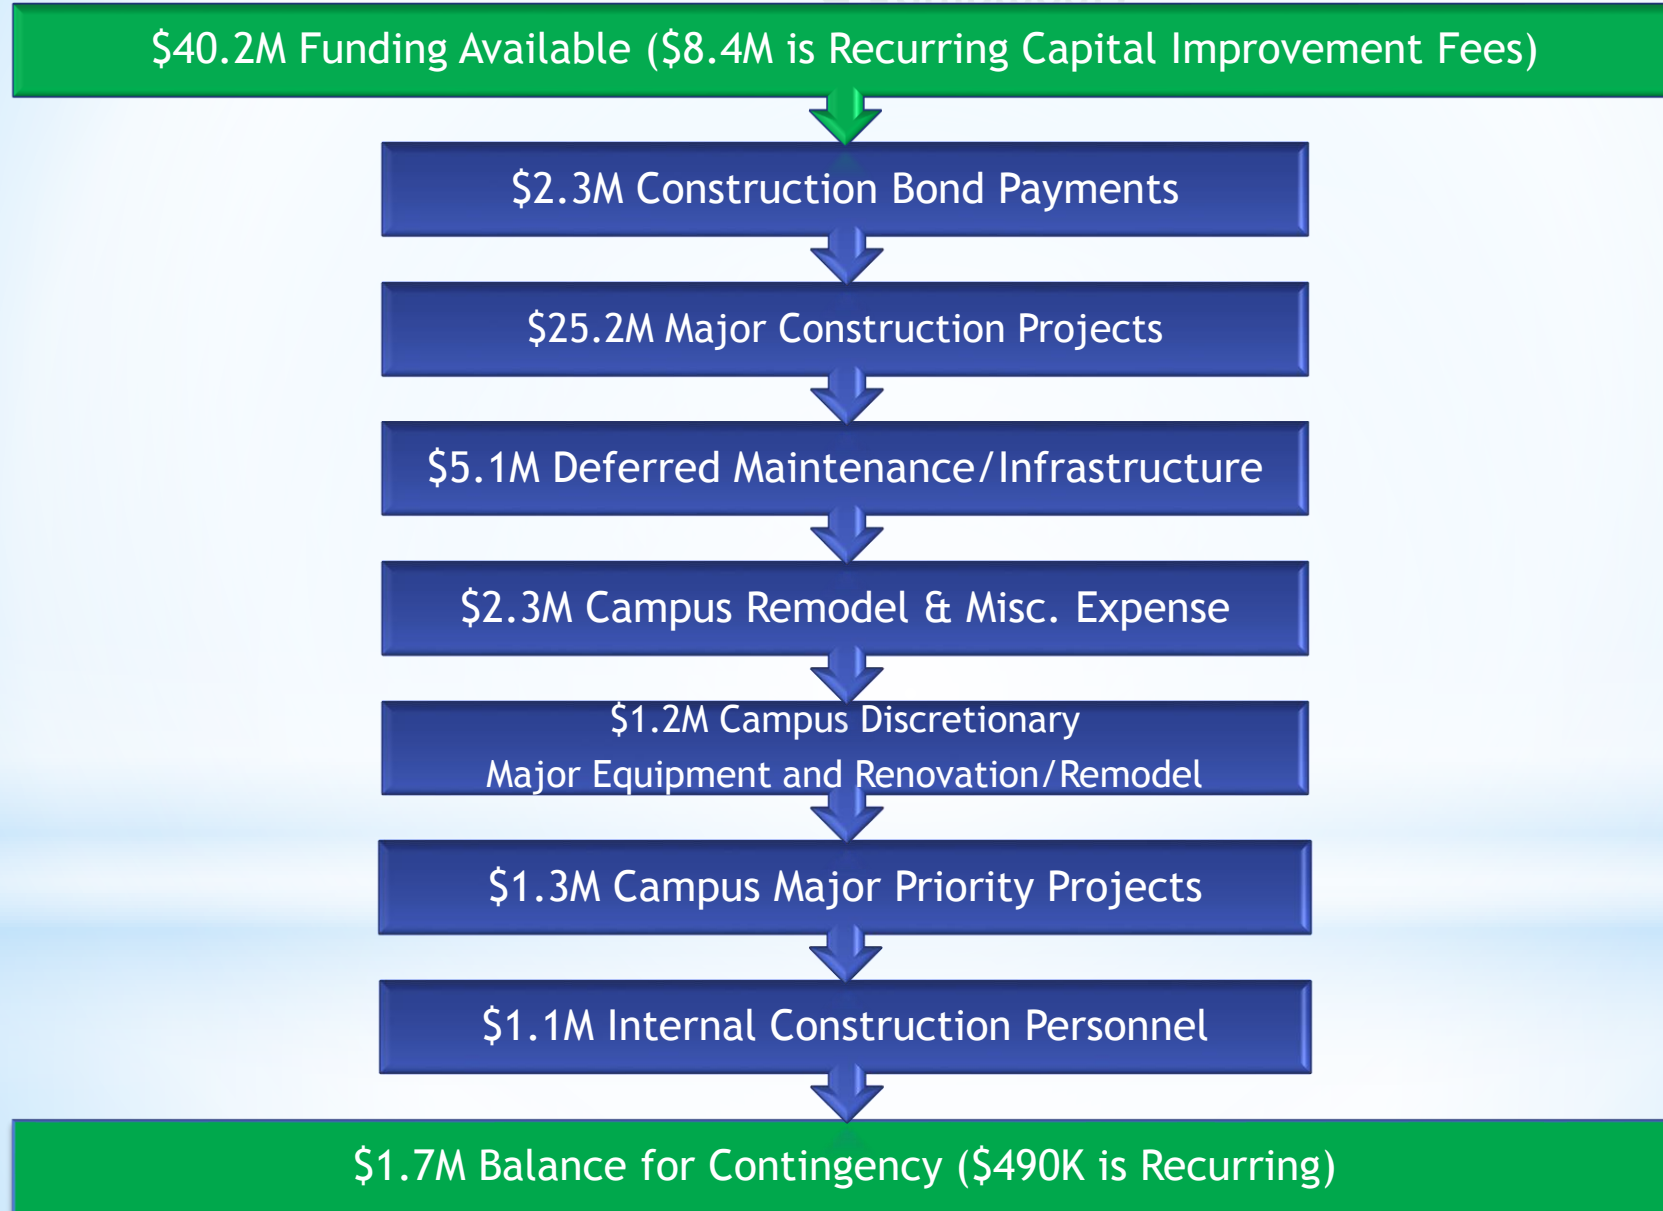 $40.2M Funding Available ($8.4M is Recurring Capital Improvement Fees)
$2.3M Construction Bond Payments
$25.2M Major Construction Projects
$5.1M Deferred Maintenance/Infrastructure
$2.3M Campus Remodel & Misc. Expense
$1.2M Campus Discretionary
Major Equipment and Renovation/Remodel
$1.3M Campus Major Priority Projects
$1.1M Internal Construction Personnel
$1.7M Balance for Contingency ($490K is Recurring)